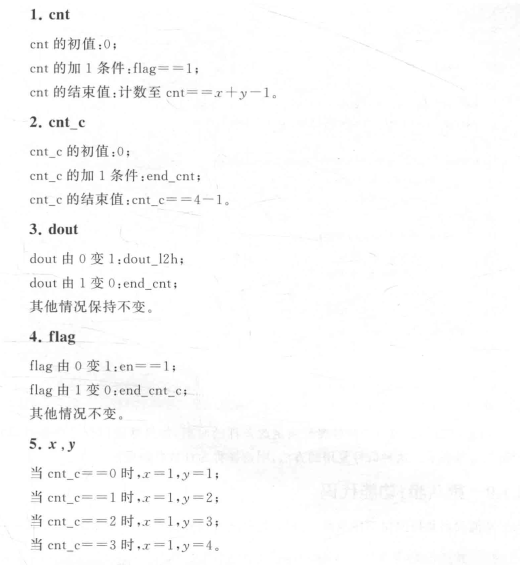 1. cnt
cnt 的初值:0;
cnt 的加 1 条件:flag==1;
cnt 的结束值:计数至 cnt==x+y-1。
2. cnt_c
cnt_c 的初值:0;
cnt_c 的加 1 条件:end_cnt;
cnt_c 的结束值:cnt_c==4-1。
3. dout
dout 由 0 变 1:dout_l2h;
dout 由 1 变 0:end_cnt;
其他情况保持不变。
4. flag
flag 由 0 变 1:en==1;
flag 由 1 变 0:end_cnt_c;
其他情况不变。
5. x,y
当 cnt_c==0 时,x=1,y=1;
当 cnt_c==1 时,x=1,y=2;
当 cnt_c==2 时,x=1,y=3;
当 cnt_c==3 时,x=1,y=4。